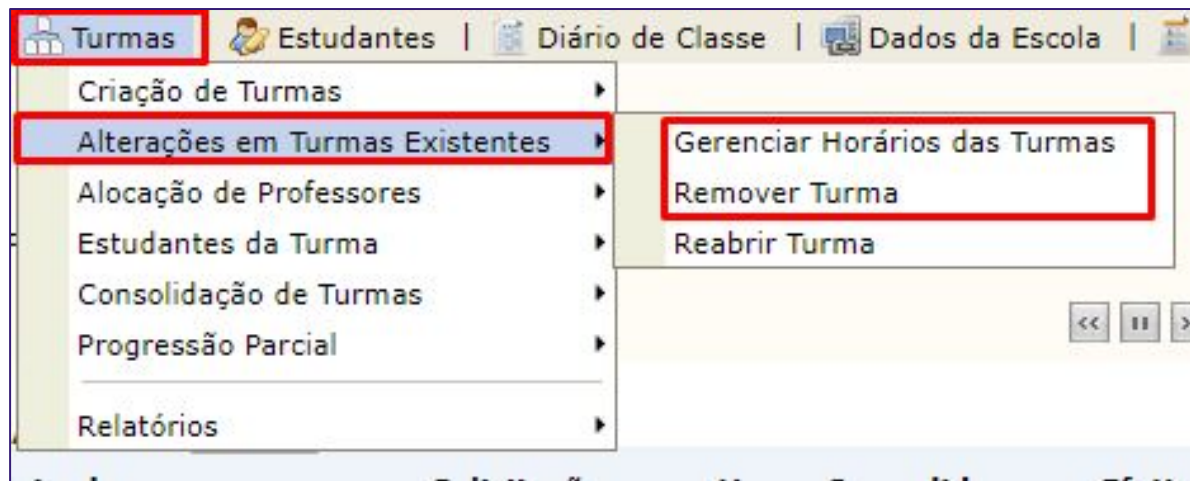 Turmas Estudantes | Diário de Classe | Dados da Escola |
Criação de Turmas
Alterações em Turmas Existentes
Gerenciar Horários das Turmas
Alocação de Professores
Remover Turma
Estudantes da Turma
Reabrir Turma
Consolidação de Turmas
Progressão Parcial
Relatórios